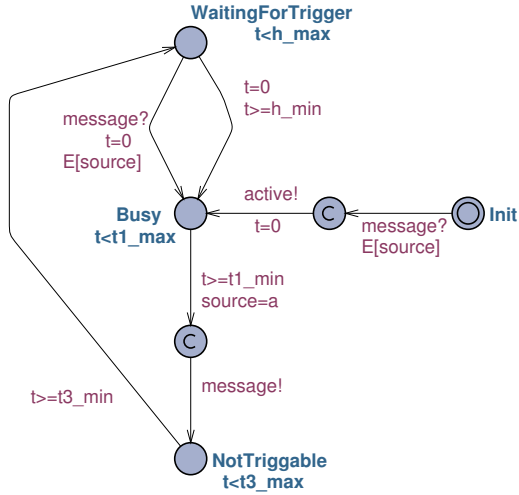 WaitingForTrigger
t<h_max
t=0
t>=h_min
message?
t=0
E[source]
active!
C
Busy
t<t1_max
t=0
Init
message?
E[source]
t>=t1_min
source=a
C
message!
t>=t3_min
NotTriggable
t<t3_max